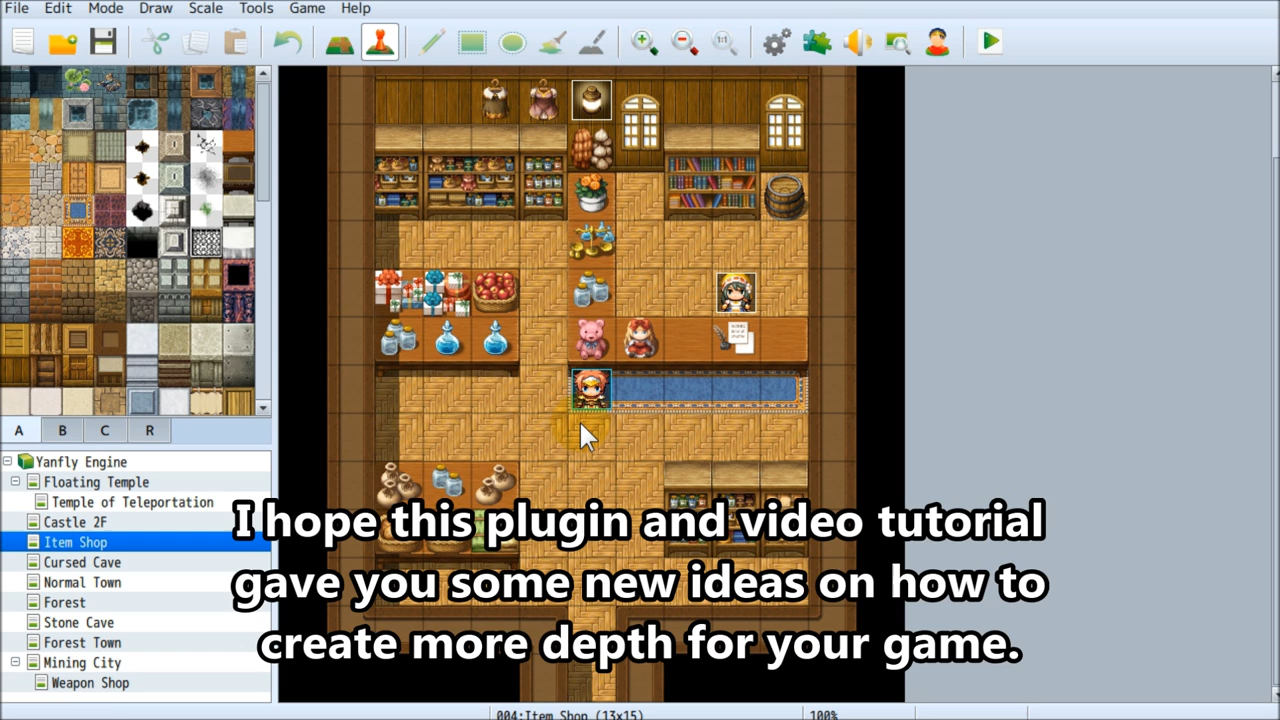 File Edit Mode Draw Scale Tools Game Help
1:1
A B C R
Yanfly Engine
Floating Temple
Temple of Teleportation
Castle 2F
Item Shop
Cursed Cave
Normal Town
Forest
Stone Cave
Forest Town
Mining City
Weapon Shop
I hope this plugin and video tutorial
gave you some new ideas on how to
create more depth for your game.
004:Item Shop (13x15) 100%